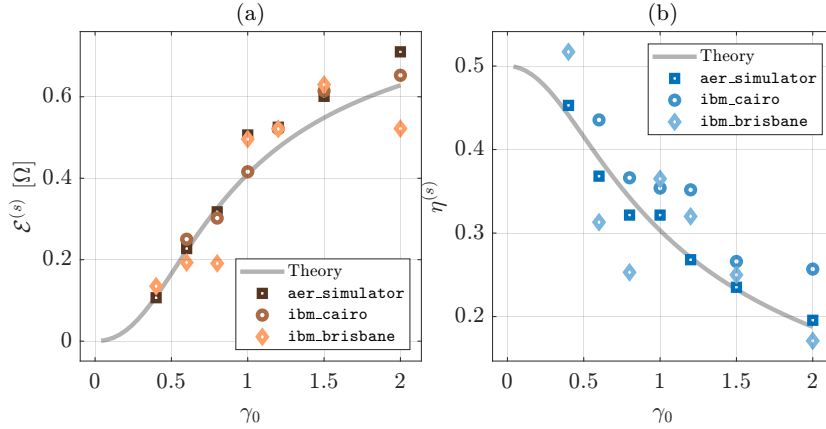 (a)
0.6
0.4
0.2
0
ℰ^(s) [Ω]
Theory
aer_simulator
ibm_cairo
ibm_brisbane
0 0.5 1 1.5 2
γ₀
(b)
0.5
0.4
0.3
0.2
η^(s)
Theory
aer_simulator
ibm_cairo
ibm_brisbane
0 0.5 1 1.5 2
γ₀